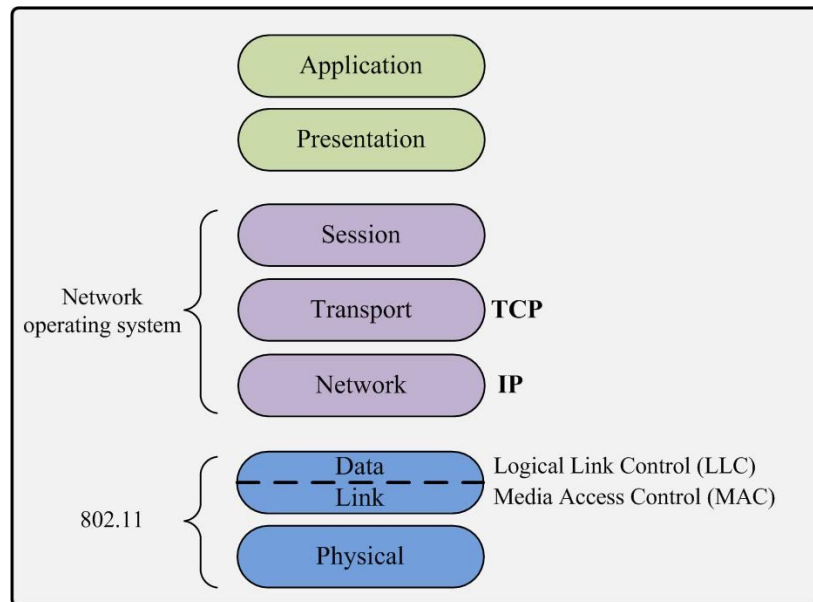 Application
Presentation
Session
Network
operating system
Transport
TCP
Network
IP
Data
Logical Link Control (LLC)
Link
Media Access Control (MAC)
802.11
Physical